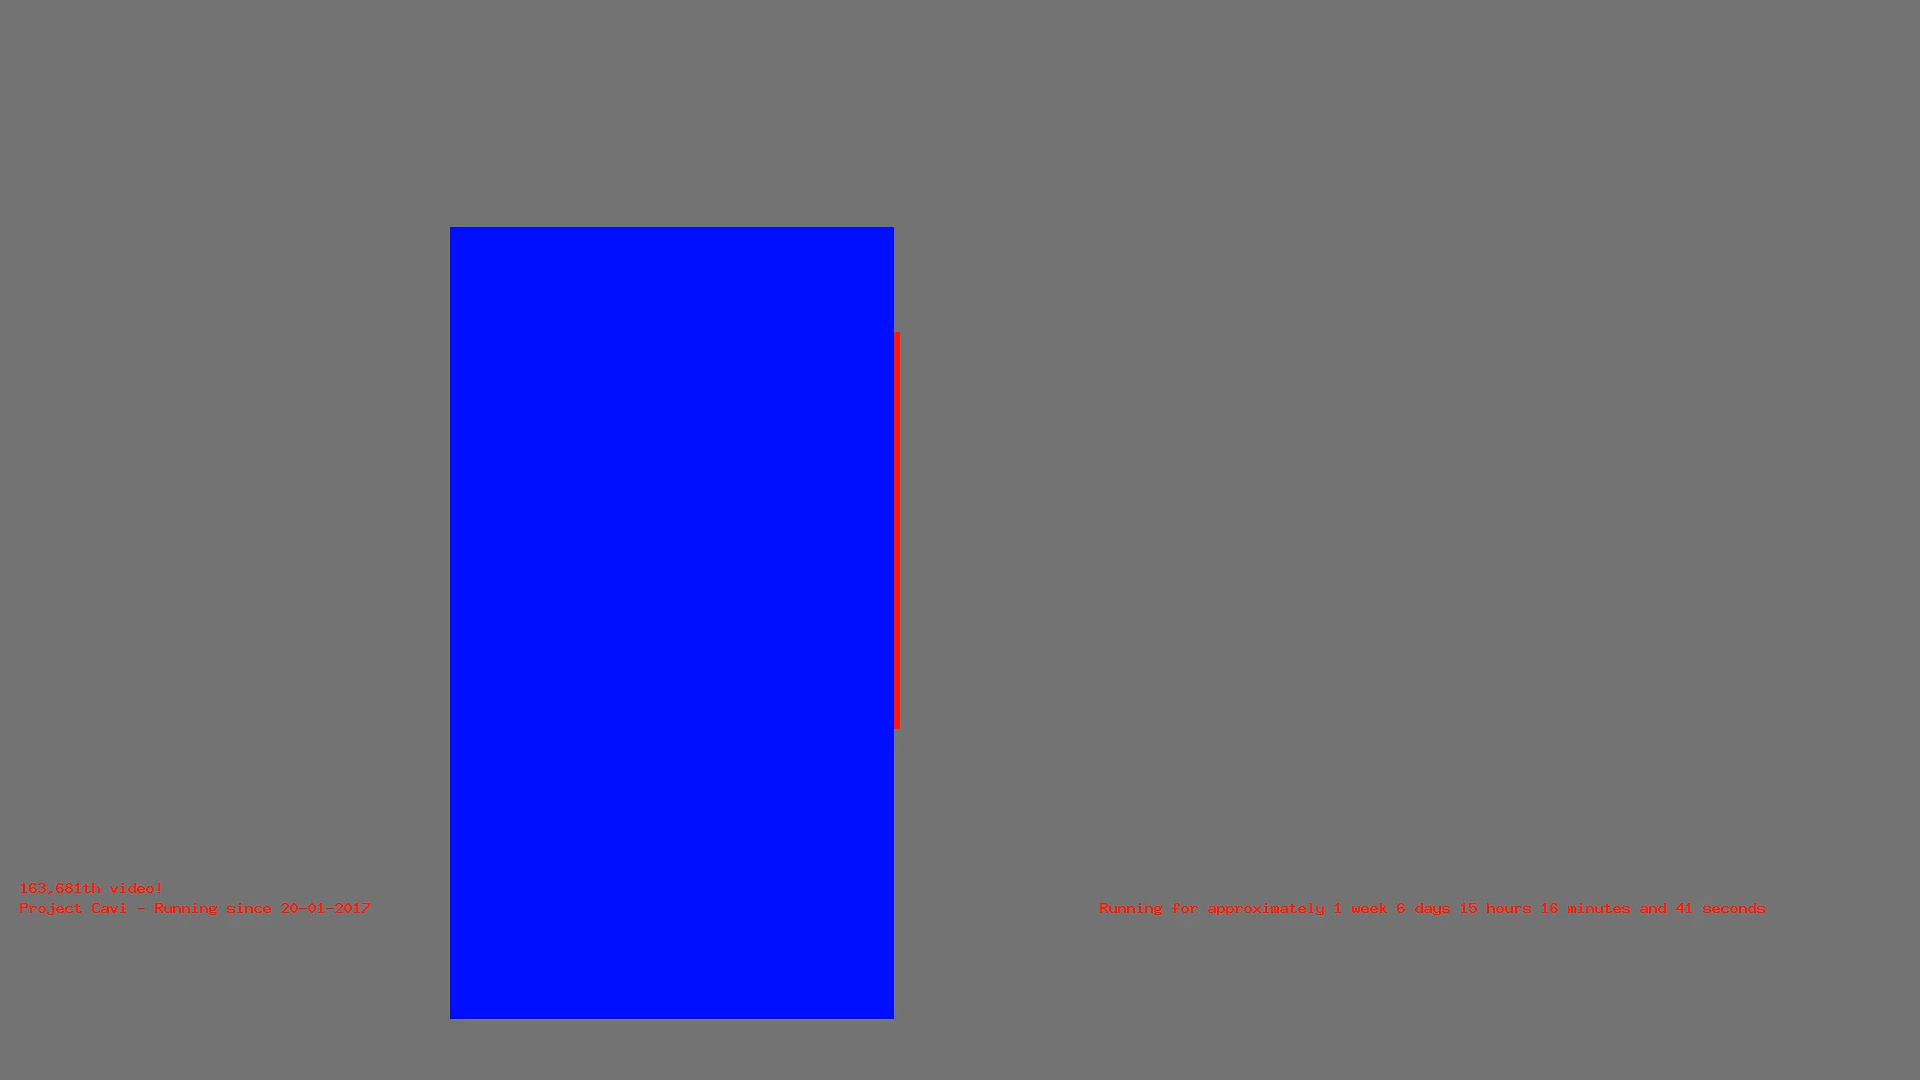 163,681th video!
Project Cavi - Running since 20-01-2017
Running for approximately 1 week 6 days 15 hours 16 minutes and 41 seconds